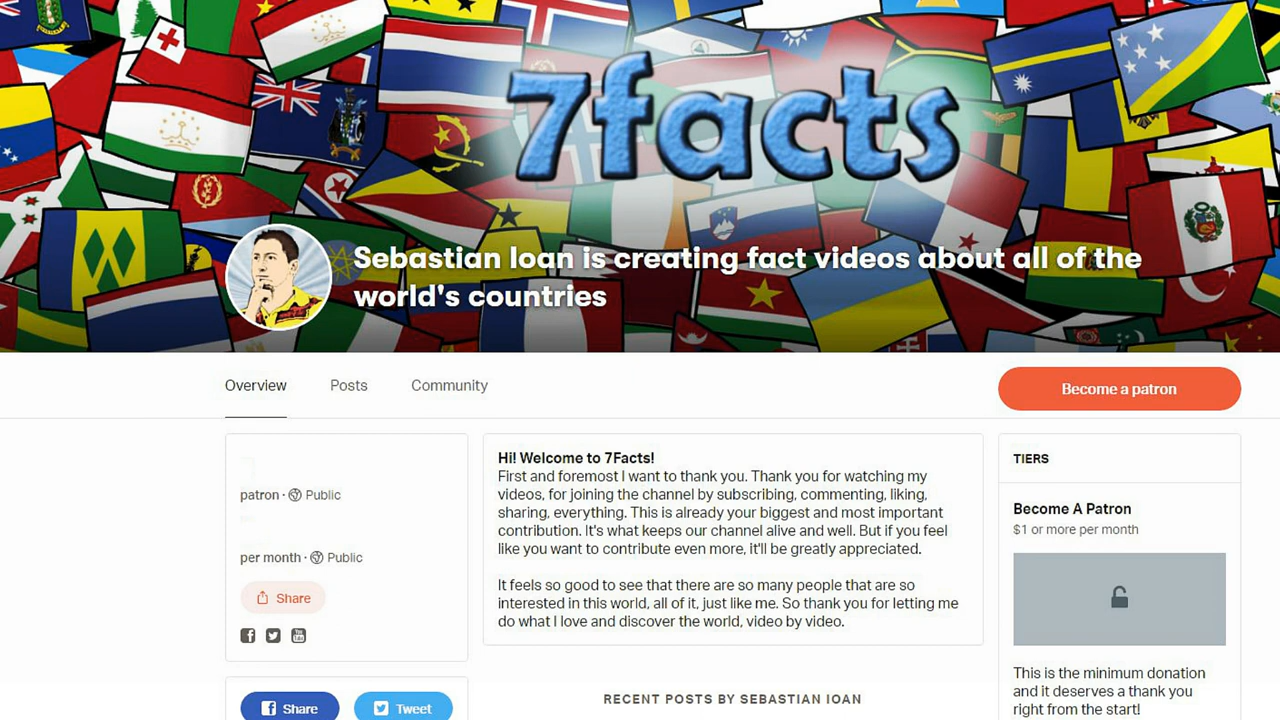 7facts
Sebastian Ioan is creating fact videos about all of the
world's countries
Overview
Posts
Community
Become a patron
patron · Public
per month · Public
Share
Share
Tweet
Hi! Welcome to 7Facts!
First and foremost I want to thank you. Thank you for watching my
videos, for joining the channel by subscribing, commenting, liking,
sharing, everything. This is already your biggest and most important
contribution. It's what keeps our channel alive and well. But if you feel
like you want to contribute even more, it'll be greatly appreciated.
It feels so good to see that there are so many people that are so
interested in this world, all of it, just like me. So thank you for letting me
do what I love and discover the world, video by video.
RECENT POSTS BY SEBASTIAN IOAN
TIERS
Become A Patron
$1 or more per month
This is the minimum donation
and it deserves a thank you
right from the start!